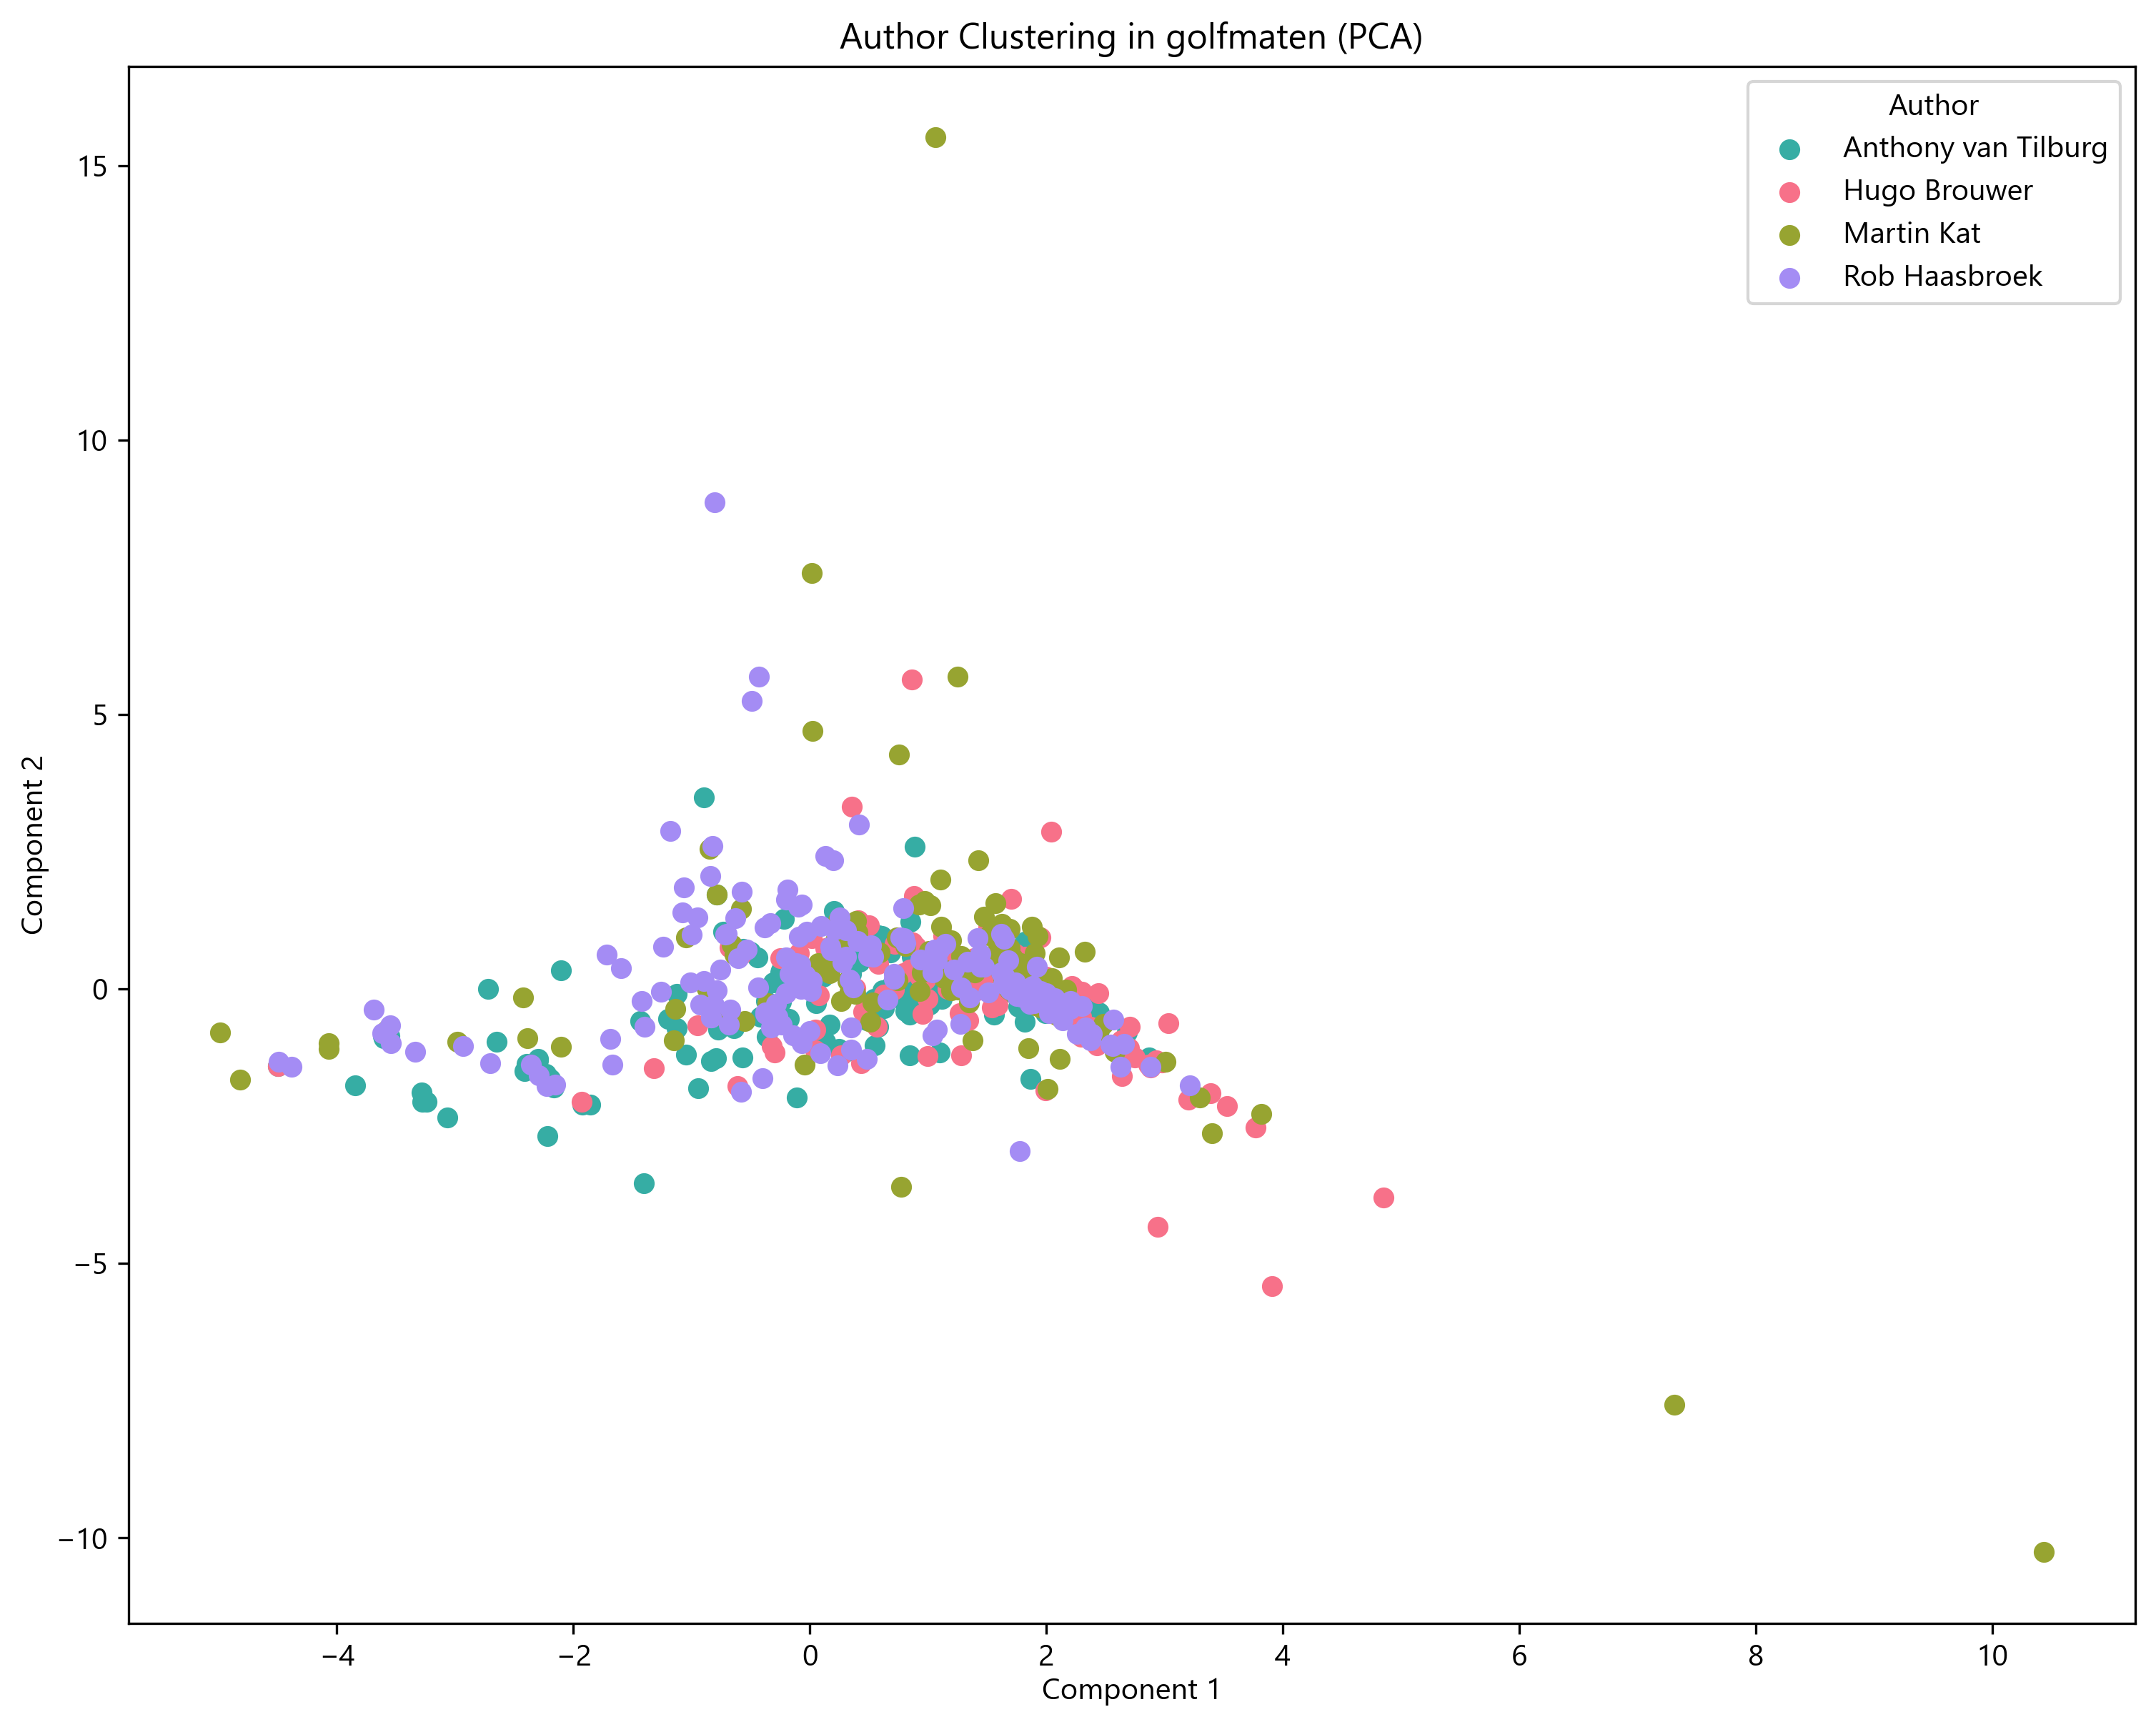 Author Clustering in golfmaten (PCA)
Author
Anthony van Tilburg
Hugo Brouwer
Martin Kat
Rob Haasbroek
15
10
5
0
−5
−10
Component 2
−4
−2
0
2
4
6
8
10
Component 1